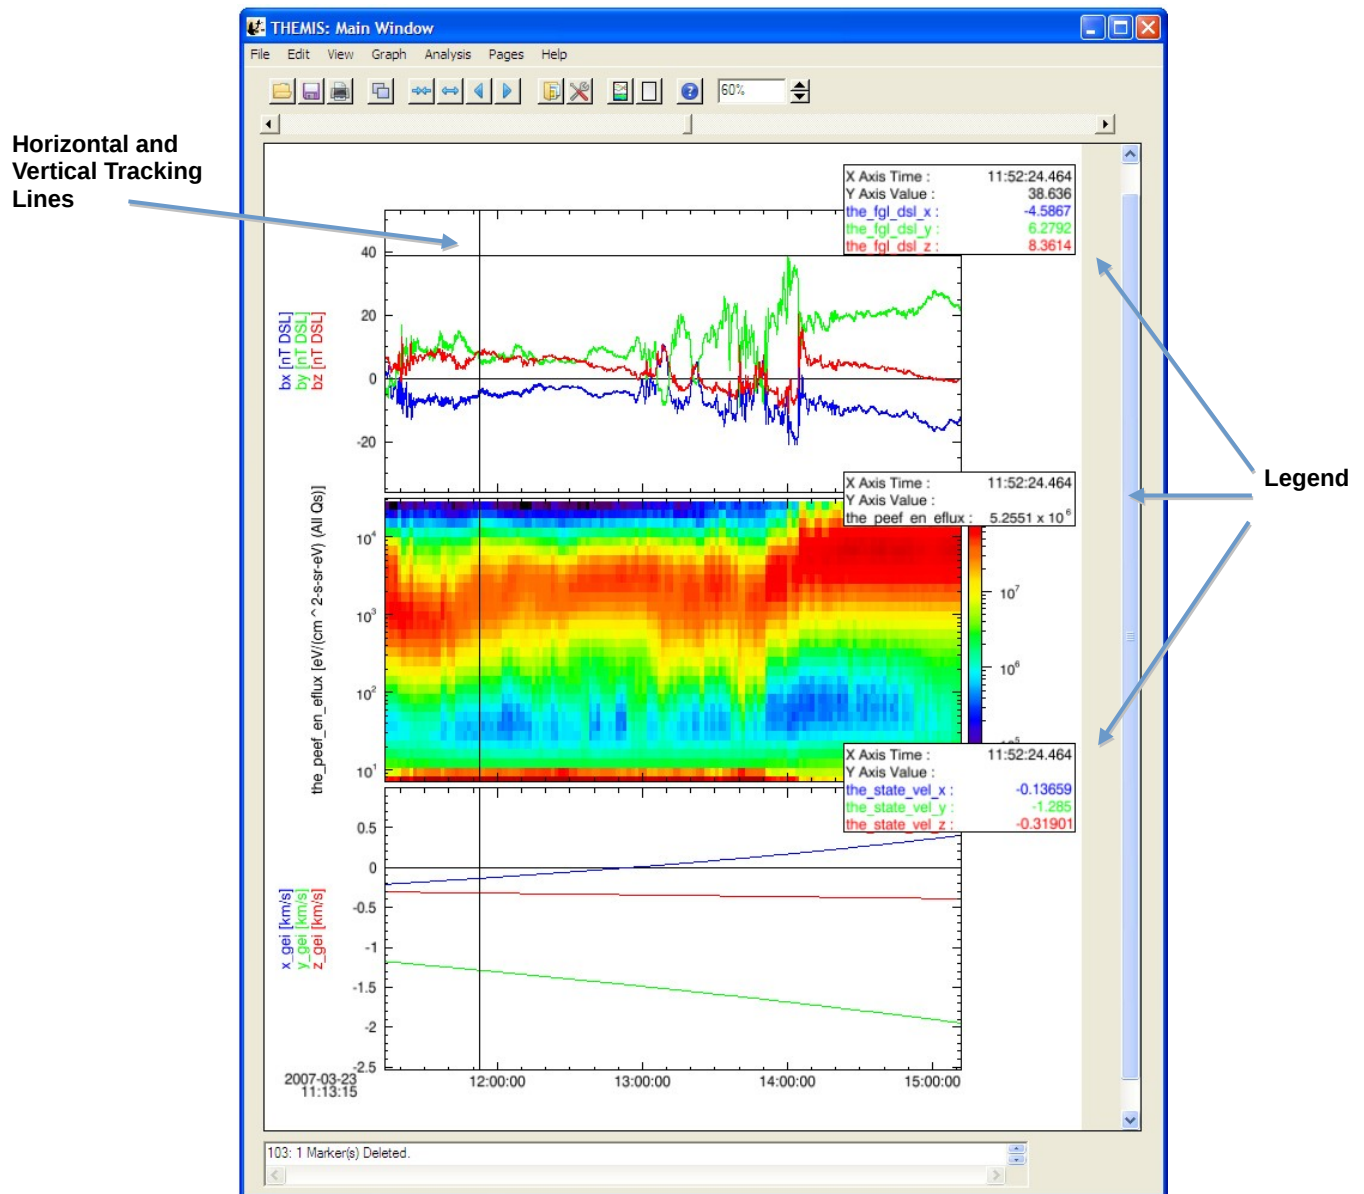 THEMIS: Main Window
File Edit View Graph Analysis Pages Help
60%
Horizontal and
Vertical Tracking
Lines
X Axis Time : 11:52:24.464
Y Axis Value : 38.636
the_fgl_dsl_x : -4.5867
the_fgl_dsl_y : 6.2792
the_fgl_dsl_z : 8.3614
40
20
0
-20
bx [nT DSL]
by [nT DSL]
bz [nT DSL]
Legend
X Axis Time : 11:52:24.464
Y Axis Value :
the_peef_en_eflux : 5.2551 x 10^6
the_peef_en_eflux [eV/(cm ^ 2-s-sr-eV) (All Qs)]
10^4
10^3
10^2
10^1
10^7
10^6
X Axis Time : 11:52:24.464
Y Axis Value :
the_state_vel_x : -0.13659
the_state_vel_y : -1.285
the_state_vel_z : -0.31901
0.5
0
-0.5
-1
-1.5
-2
-2.5
x_gei [km/s]
y_gei [km/s]
z_gei [km/s]
2007-03-23
11:13:15
12:00:00 13:00:00 14:00:00 15:00:00
103: 1 Marker(s) Deleted.